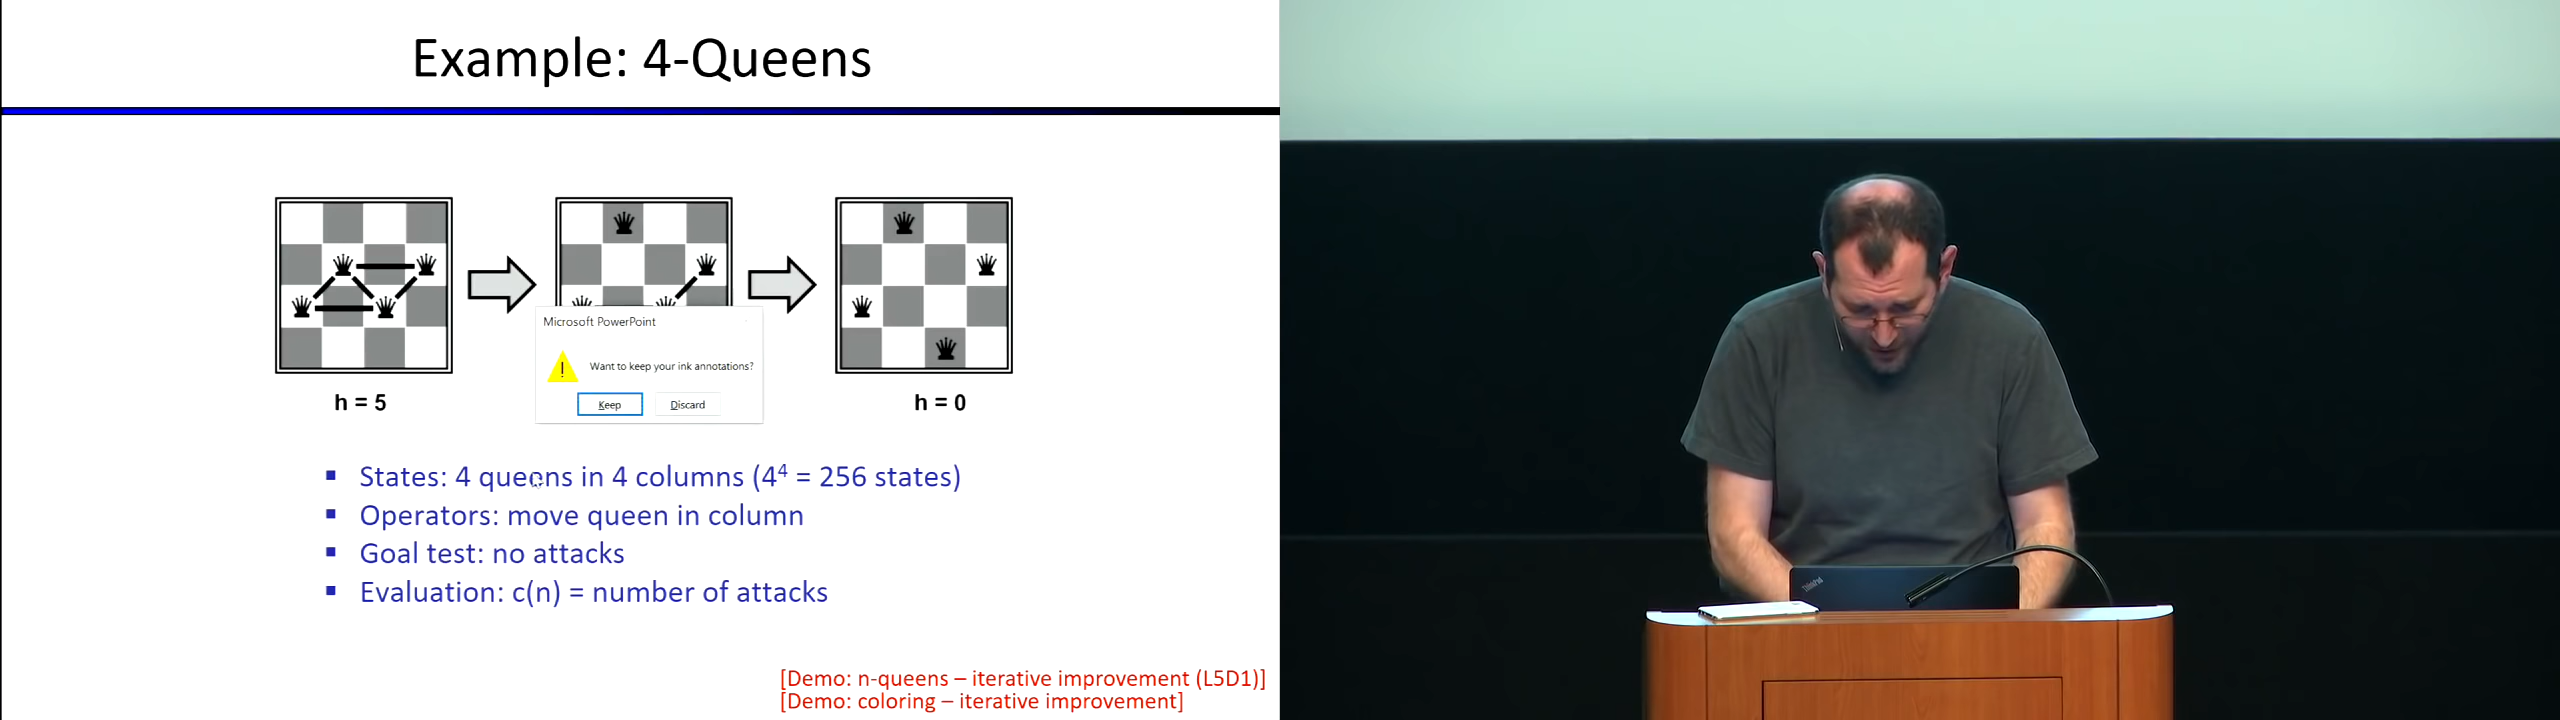 Example: 4-Queens
Microsoft PowerPoint
Want to keep your ink annotations?
Keep
Discard
h = 5
h = 0
▪ States: 4 queens in 4 columns (4⁴ = 256 states)
▪ Operators: move queen in column
▪ Goal test: no attacks
▪ Evaluation: c(n) = number of attacks
[Demo: n-queens – iterative improvement (L5D1)]
[Demo: coloring – iterative improvement]
ThinkPad